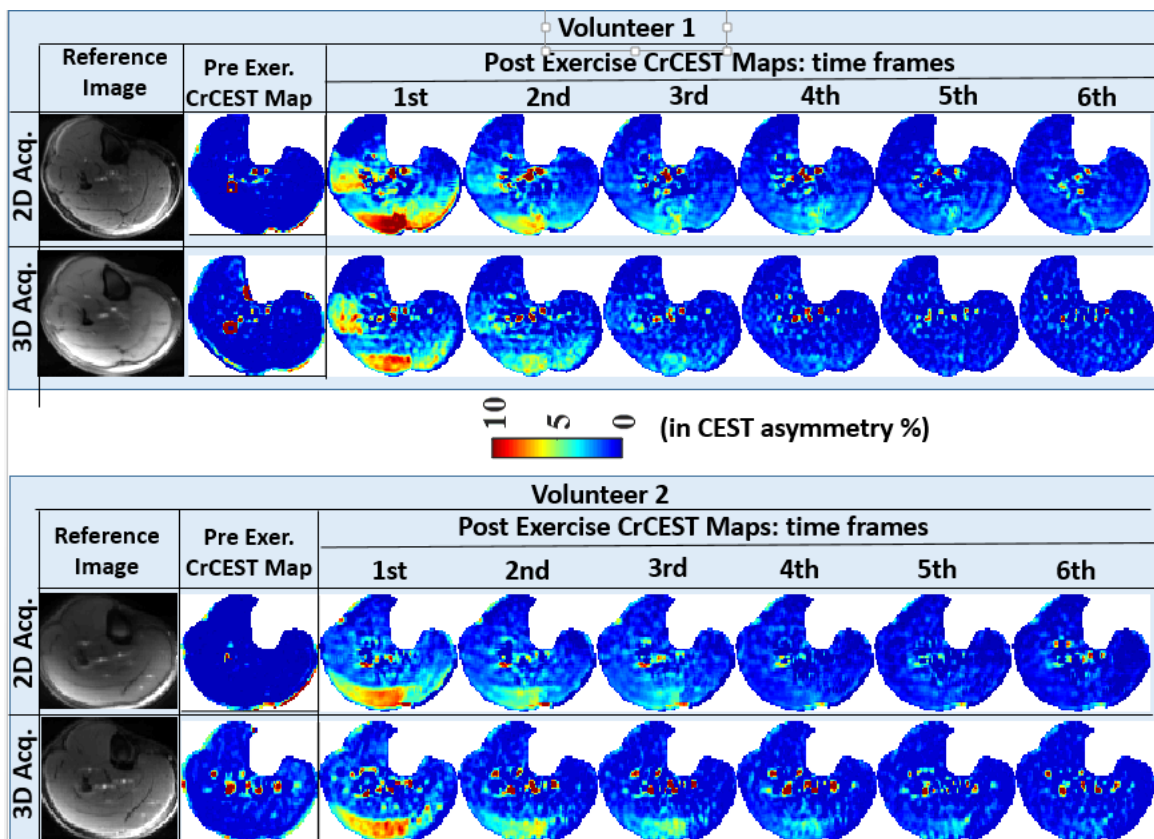 Volunteer 1
Reference Image
Pre Exer. CrCEST Map
Post Exercise CrCEST Maps: time frames
1st 2nd 3rd 4th 5th 6th
2D Acq.
3D Acq.
10 5 0 (in CEST asymmetry %)
Volunteer 2
Reference Image
Pre Exer. CrCEST Map
Post Exercise CrCEST Maps: time frames
1st 2nd 3rd 4th 5th 6th
2D Acq.
3D Acq.